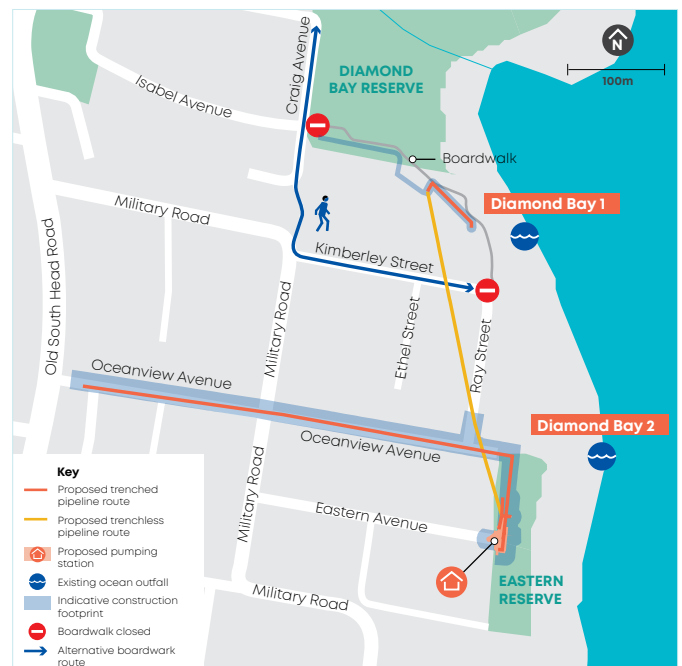 N
100m
Craig Avenue
DIAMOND
BAY RESERVE
Isabel Avenue
Boardwalk
Military Road
Diamond Bay 1
Old South Head Road
Kimberley Street
Military Road
Ethel Street
Ray Street
Oceanview Avenue
Diamond Bay 2
Oceanview Avenue
Military Road
Eastern Avenue
EASTERN
RESERVE
Military Road
Key
Proposed trenched
pipeline route
Proposed trenchless
pipeline route
Proposed pumping
station
Existing ocean outfall
Indicative construction
footprint
Boardwalk closed
Alternative boardwark
route